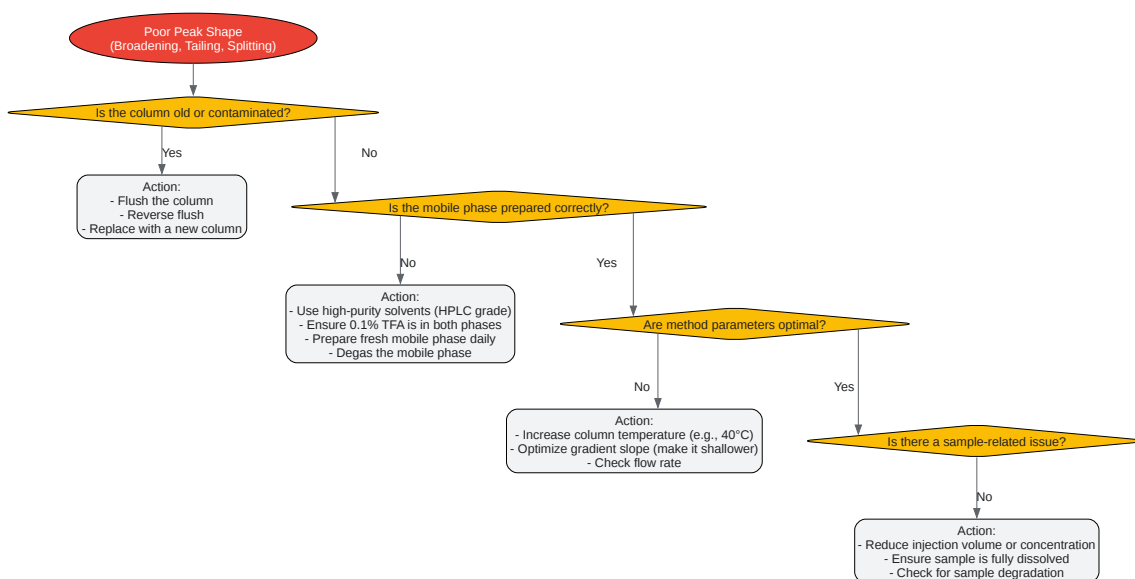 Poor Peak Shape
(Broadening, Tailing, Splitting)
Is the column old or contaminated?
Yes
No
Action:
- Flush the column
- Reverse flush
- Replace with a new column
Is the mobile phase prepared correctly?
No
Yes
Action:
- Use high-purity solvents (HPLC grade)
- Ensure 0.1% TFA is in both phases
- Prepare fresh mobile phase daily
- Degas the mobile phase
Are method parameters optimal?
No
Yes
Action:
- Increase column temperature (e.g., 40°C)
- Optimize gradient slope (make it shallower)
- Check flow rate
Is there a sample-related issue?
No
Action:
- Reduce injection volume or concentration
- Ensure sample is fully dissolved
- Check for sample degradation